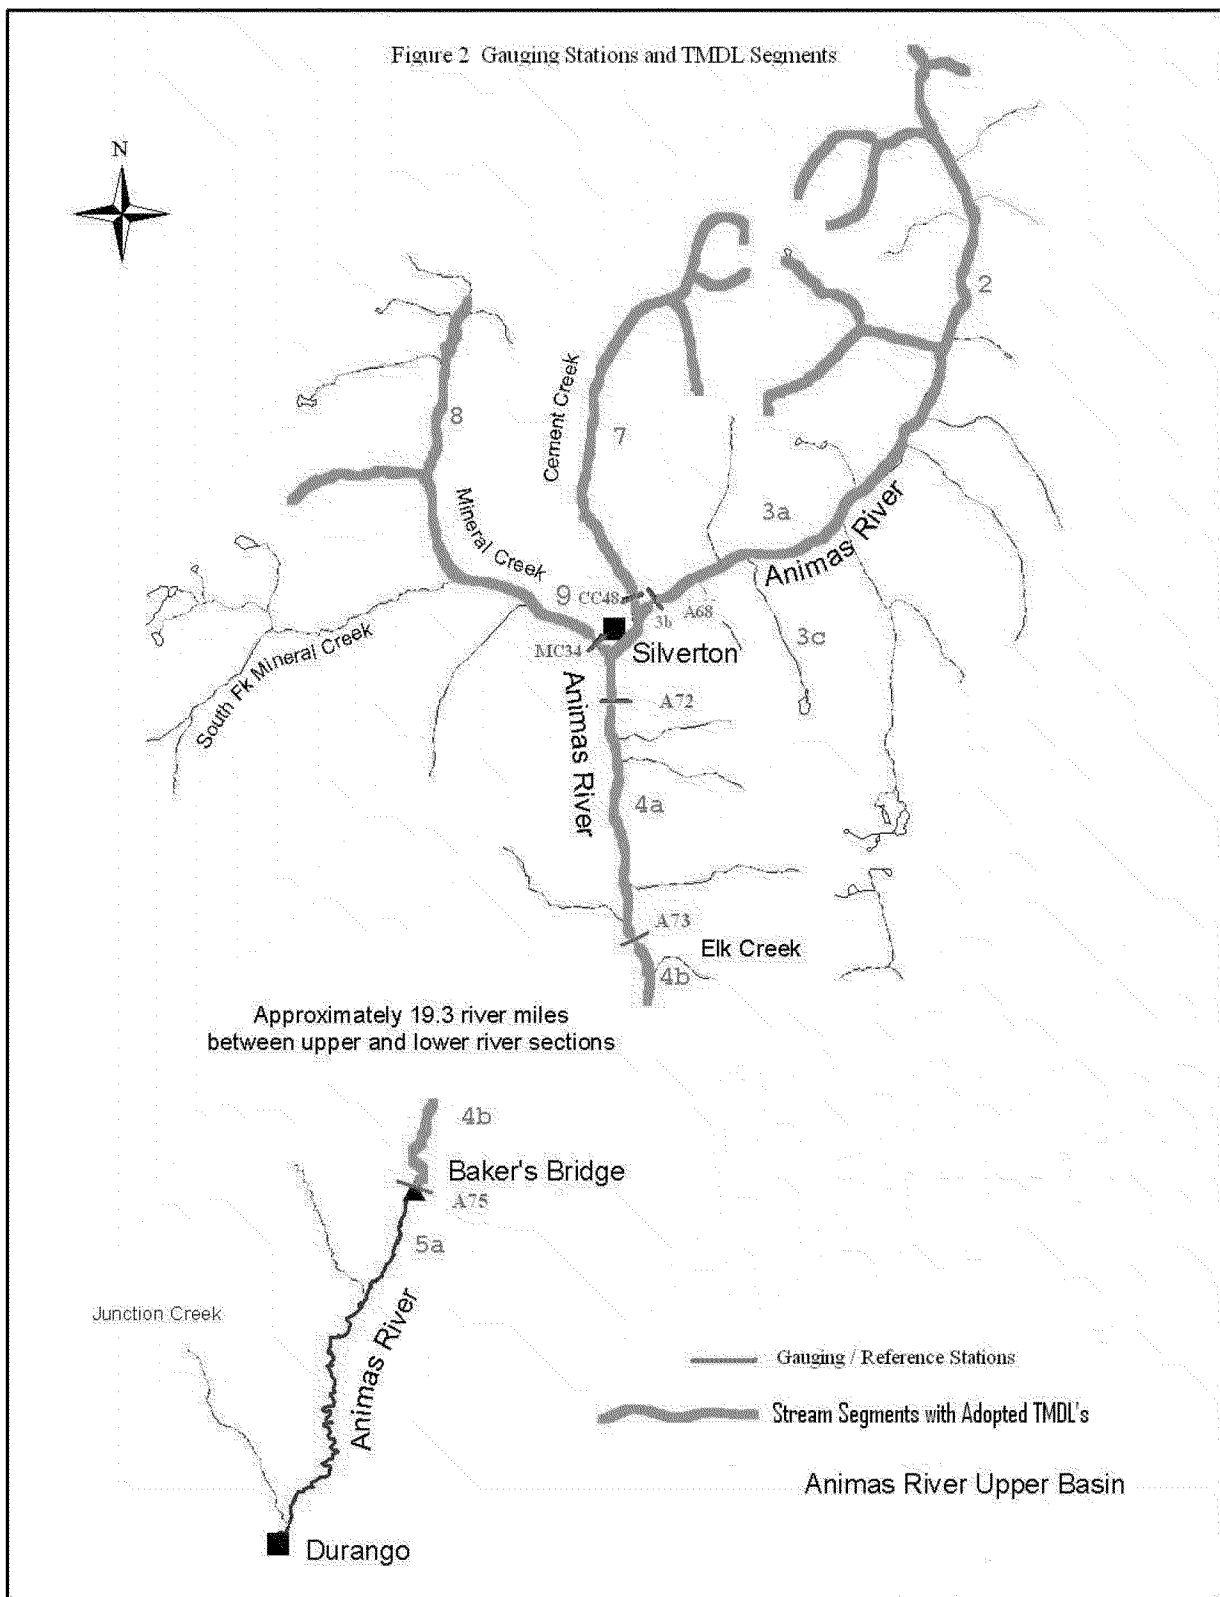 Figure 2 Gauging Stations and TMDL Segments
N
2
8
Cement Creek
7
Mineral Creek
3a
Animas River
9
CC48
A68
3b
3c
MC34
Silverton
South Fk Mineral Creek
A72
Animas River
4a
A73
Elk Creek
4b
Approximately 19.3 river miles
between upper and lower river sections
4b
Baker's Bridge
A75
5a
Junction Creek
Animas River
Gauging / Reference Stations
Stream Segments with Adopted TMDL's
Animas River Upper Basin
Durango